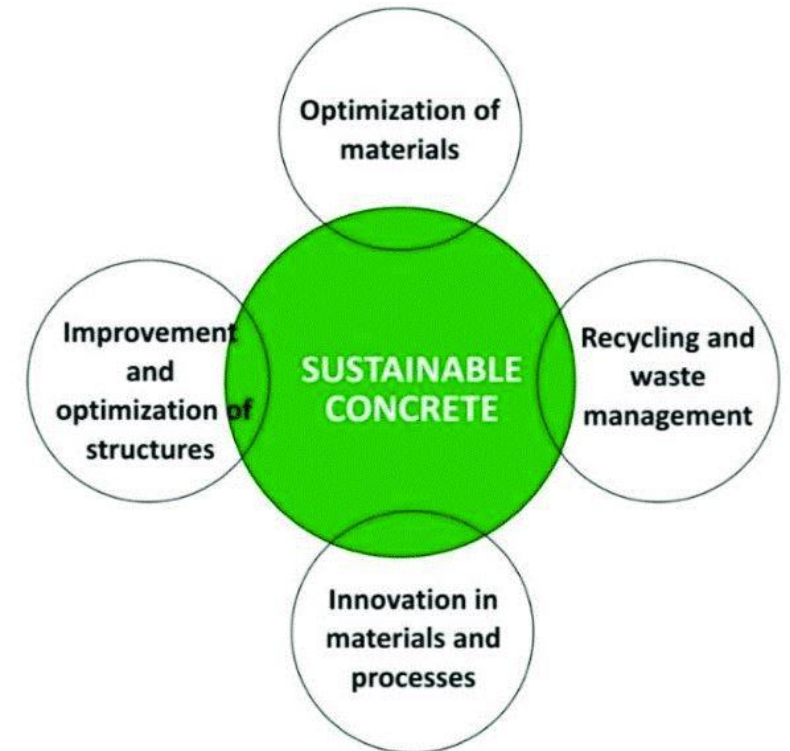 Optimization of
materials
Improvement
and
optimization of
structures
SUSTAINABLE
CONCRETE
Recycling and
waste
management
Innovation in
materials and
processes